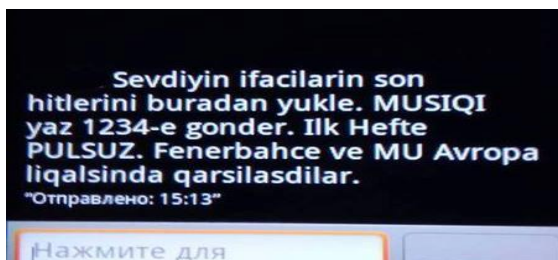 Sevdiyin ifacilarin son
hitlerini buradan yukle. MUSIQI
yaz 1234-e gonder. Ilk Hefte
PULSUZ. Fenerbahce ve MU Avropa
liqalsinda qarsilasdilar.
"Отправлено: 15:13"
Нажмите для